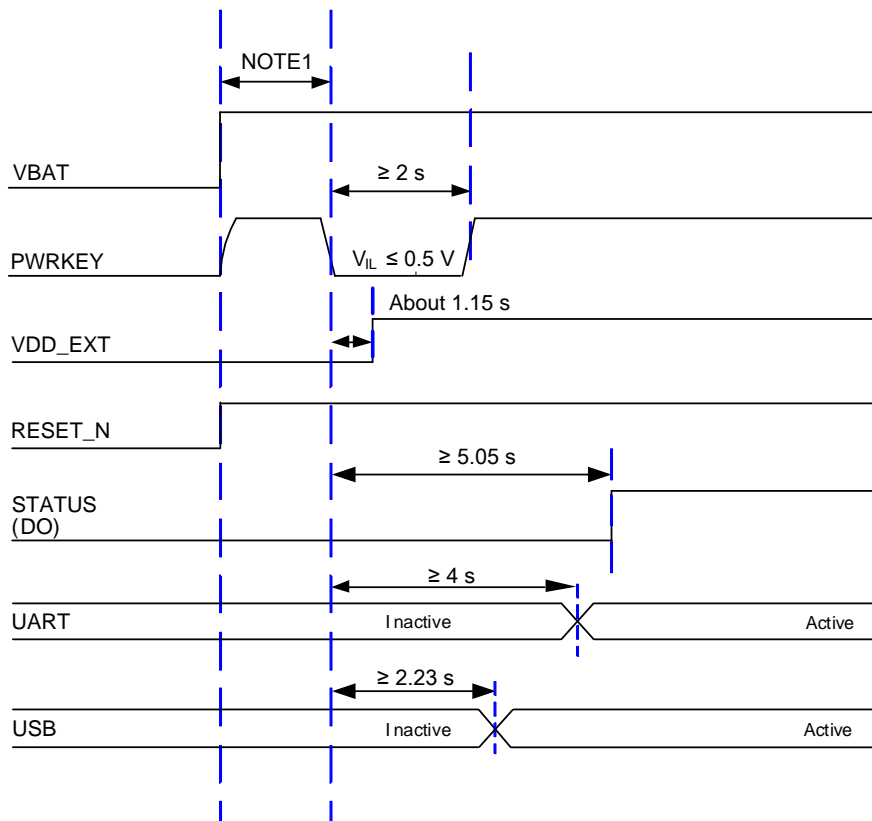 NOTE1
VBAT
≥ 2 s
PWRKEY
VIL ≤ 0.5 V
About 1.15 s
VDD_EXT
RESET_N
≥ 5.05 s
STATUS
(DO)
≥ 4 s
UART
Inactive
Active
≥ 2.23 s
USB
Inactive
Active